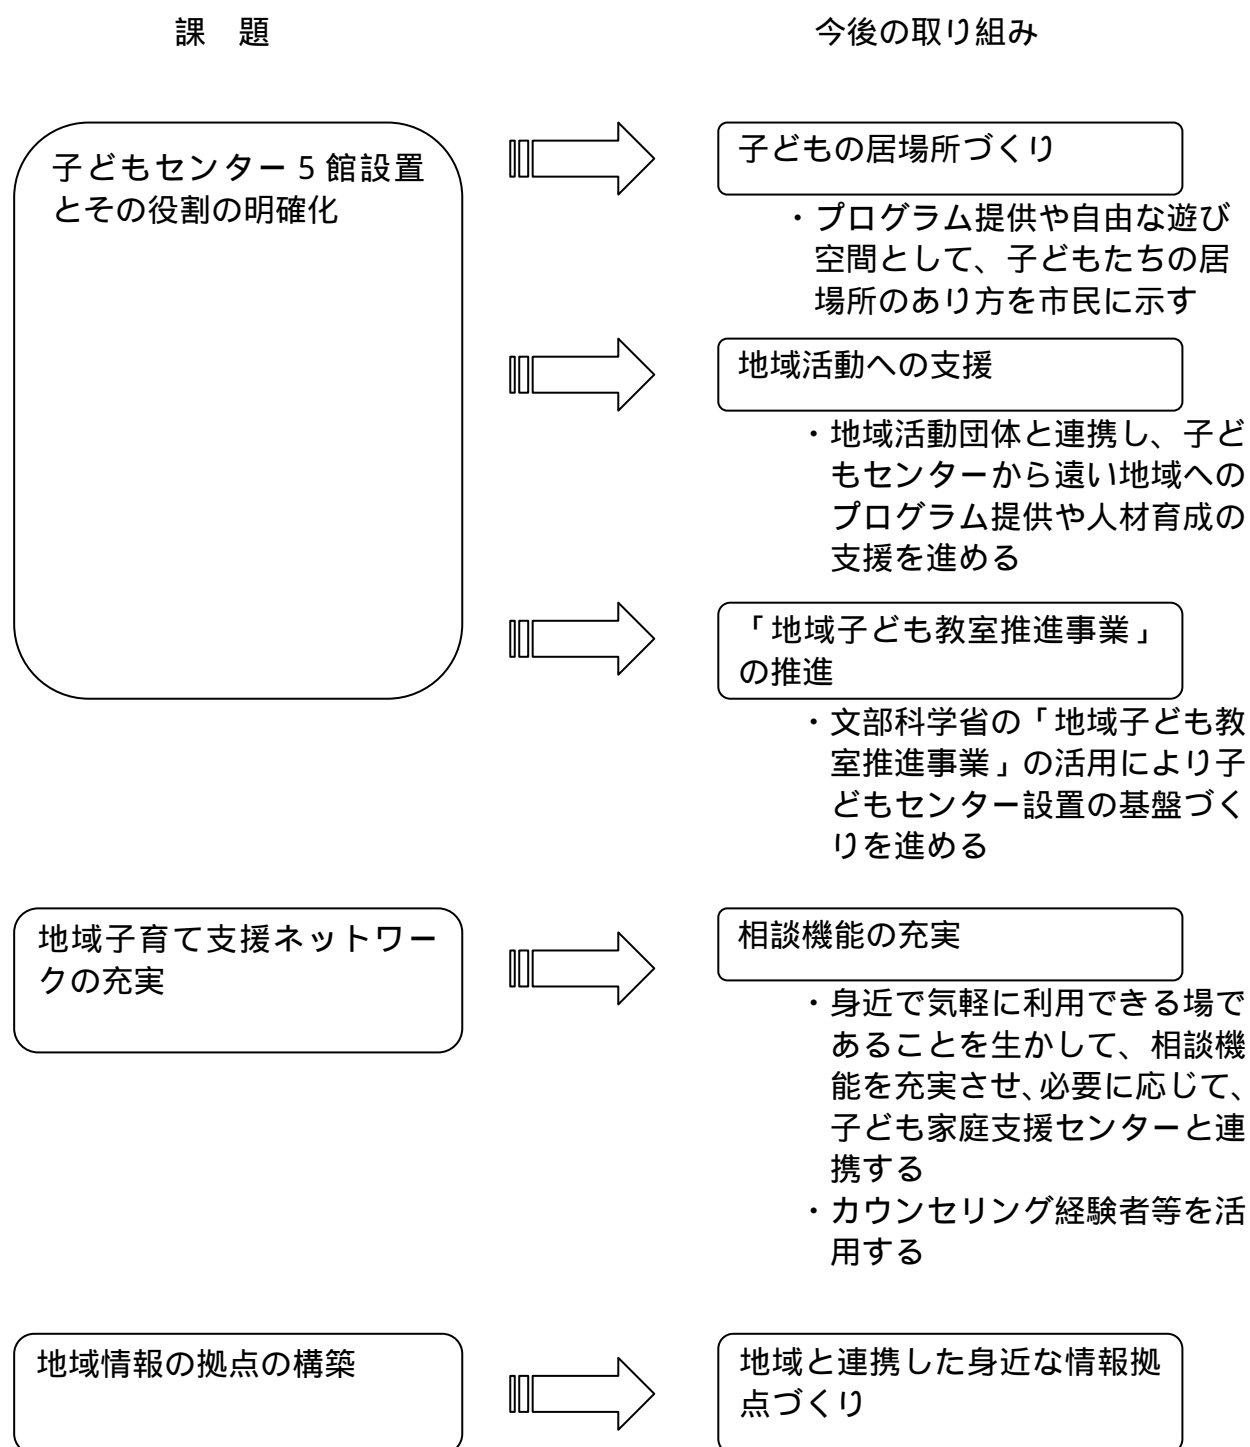 課　題
今後の取り組み
子どもセンター５館設置
とその役割の明確化
子どもの居場所づくり
・プログラム提供や自由な遊び
空間として、子どもたちの居
場所のあり方を市民に示す
地域活動への支援
・地域活動団体と連携し、子ど
もセンターから遠い地域への
プログラム提供や人材育成の
支援を進める
「地域子ども教室推進事業」
の推進
・文部科学省の「地域子ども教
室推進事業」の活用により子
どもセンター設置の基盤づく
りを進める
地域子育て支援ネットワー
クの充実
相談機能の充実
・身近で気軽に利用できる場で
あることを生かして、相談機
能を充実させ、必要に応じて、
子ども家庭支援センターと連
携する
・カウンセリング経験者等を活
用する
地域情報の拠点の構築
地域と連携した身近な情報拠
点づくり